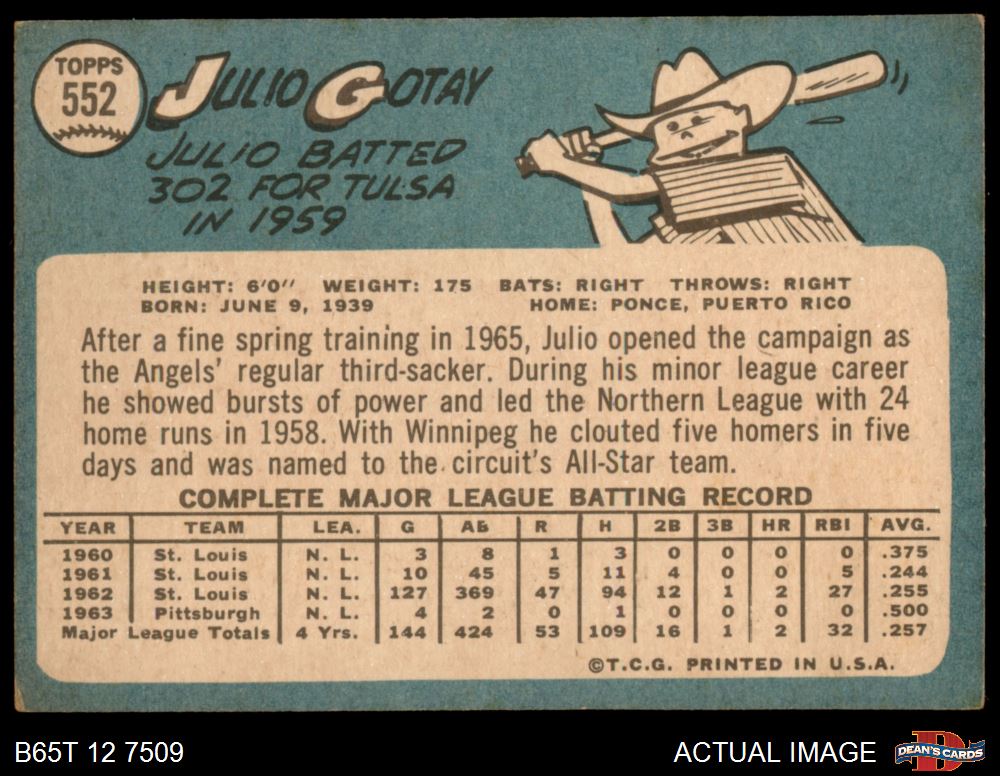 TOPPS
552
JULIO GOTAY
JULIO BATTED
302 FOR TULSA
IN 1959
HEIGHT: 6'0" WEIGHT: 175 BATS: RIGHT THROWS: RIGHT
BORN: JUNE 9, 1939 HOME: PONCE, PUERTO RICO
After a fine spring training in 1965, Julio opened the campaign as
the Angels' regular third-sacker. During his minor league career
he showed bursts of power and led the Northern League with 24
home runs in 1958. With Winnipeg he clouted five homers in five
days and was named to the circuit's All-Star team.
COMPLETE MAJOR LEAGUE BATTING RECORD
YEAR TEAM LEA. G AB R H 2B 3B HR RBI AVG.
1960 St. Louis N. L. 3 8 1 3 0 0 0 0 .375
1961 St. Louis N. L. 10 45 5 11 4 0 0 5 .244
1962 St. Louis N. L. 127 369 47 94 12 1 2 27 .255
1963 Pittsburgh N. L. 4 2 0 1 0 0 0 0 .500
Major League Totals 4 Yrs. 144 424 53 109 16 1 2 32 .257
©T.C.G. PRINTED IN U.S.A.
B65T 12 7509 ACTUAL IMAGE D DEAN'S CARDS